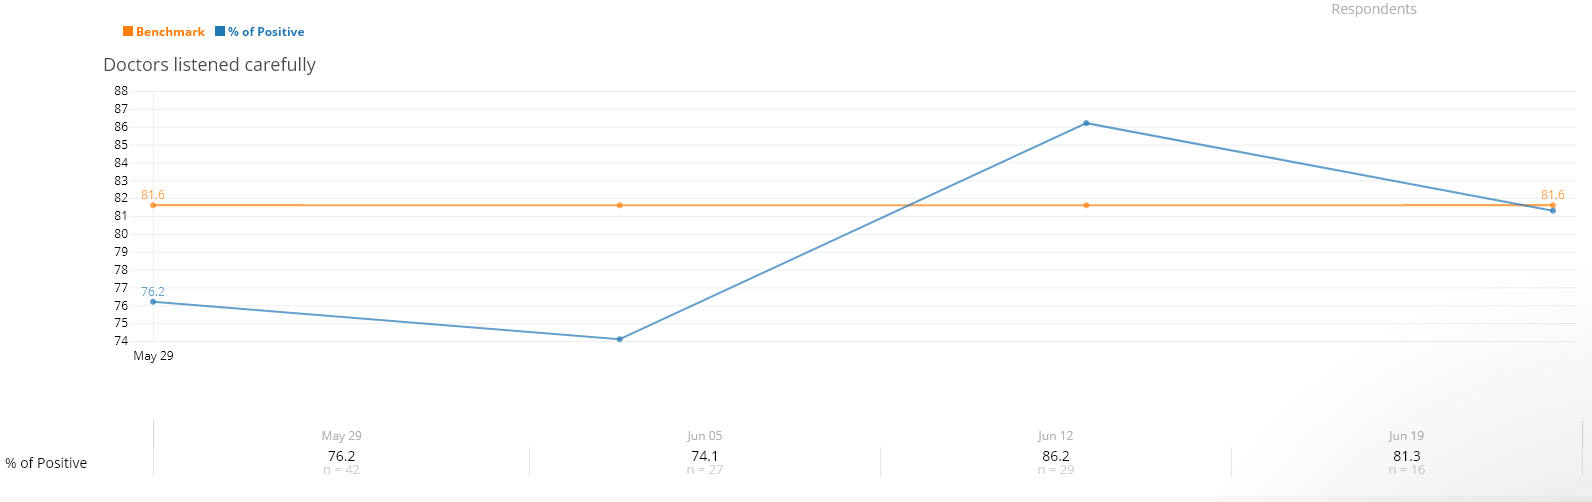 Respondents
Benchmark % of Positive
Doctors listened carefully
88
87
86
85
84
83
82
81.6 81.6
81
80
79
78
77
76.2
76
75
74
May 29
May 29 Jun 05 Jun 12 Jun 19
% of Positive 76.2 74.1 86.2 81.3
n = 42 n = 27 n = 29 n = 16